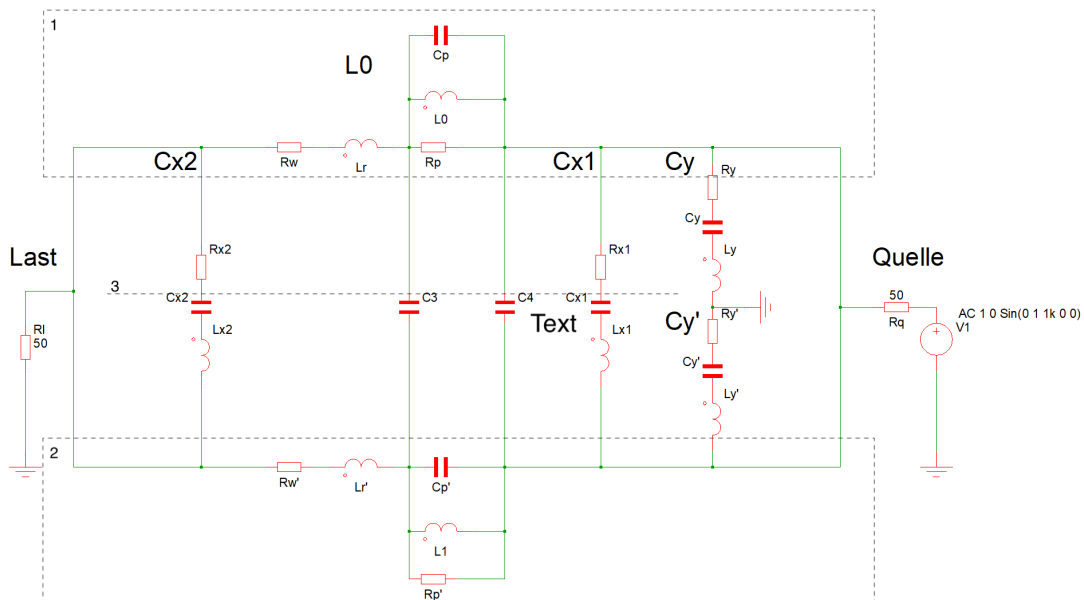 1
Cp
L0
L0
Cx2
Rw
Lr
Rp
Cx1
Cy
Ry
Cy
Ly
Last
Rx2
Rx1
Quelle
3
Cx2
C3
C4
Cx1
50
Rq
AC 1 0 Sin(0 1 1k 0 0)
V1
Rl
50
Lx2
Text
Lx1
Cy'
Ry'
Cy'
Ly'
2
Rw'
Lr'
Cp'
L1
Rp'